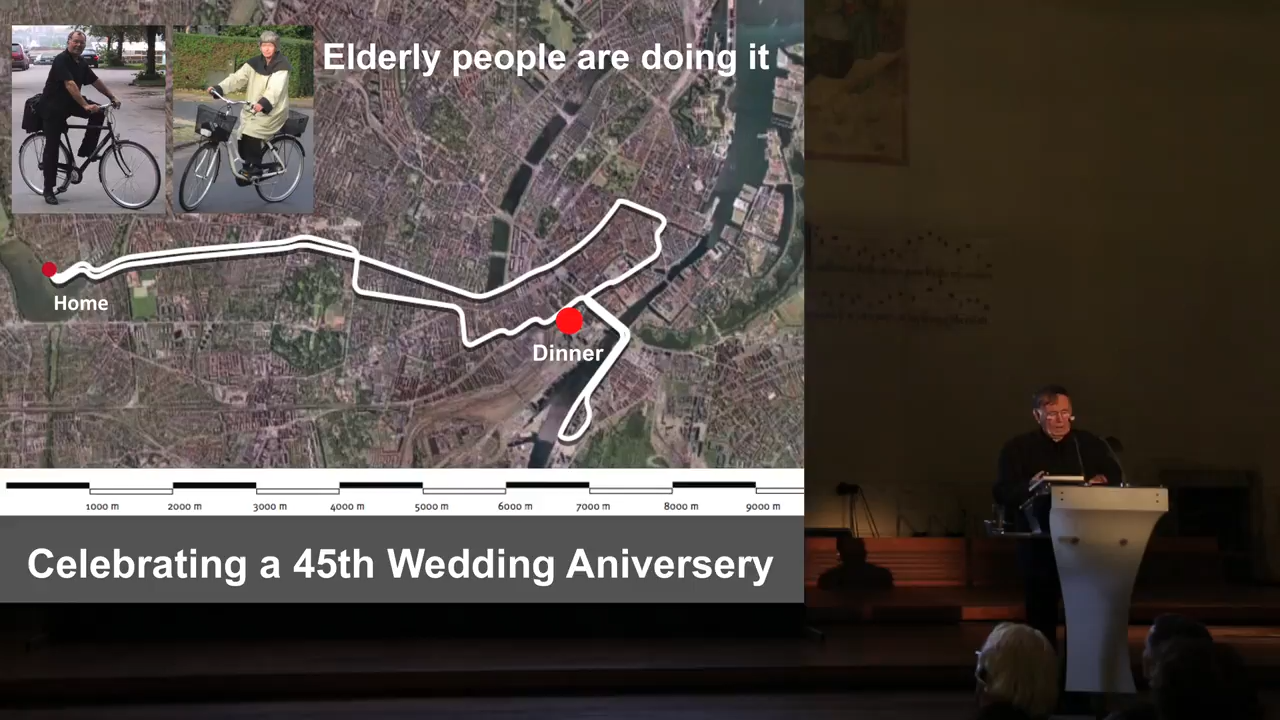 Elderly people are doing it
Home
Dinner
1000 m 2000 m 3000 m 4000 m 5000 m 6000 m 7000 m 8000 m 9000 m
Celebrating a 45th Wedding Aniversery